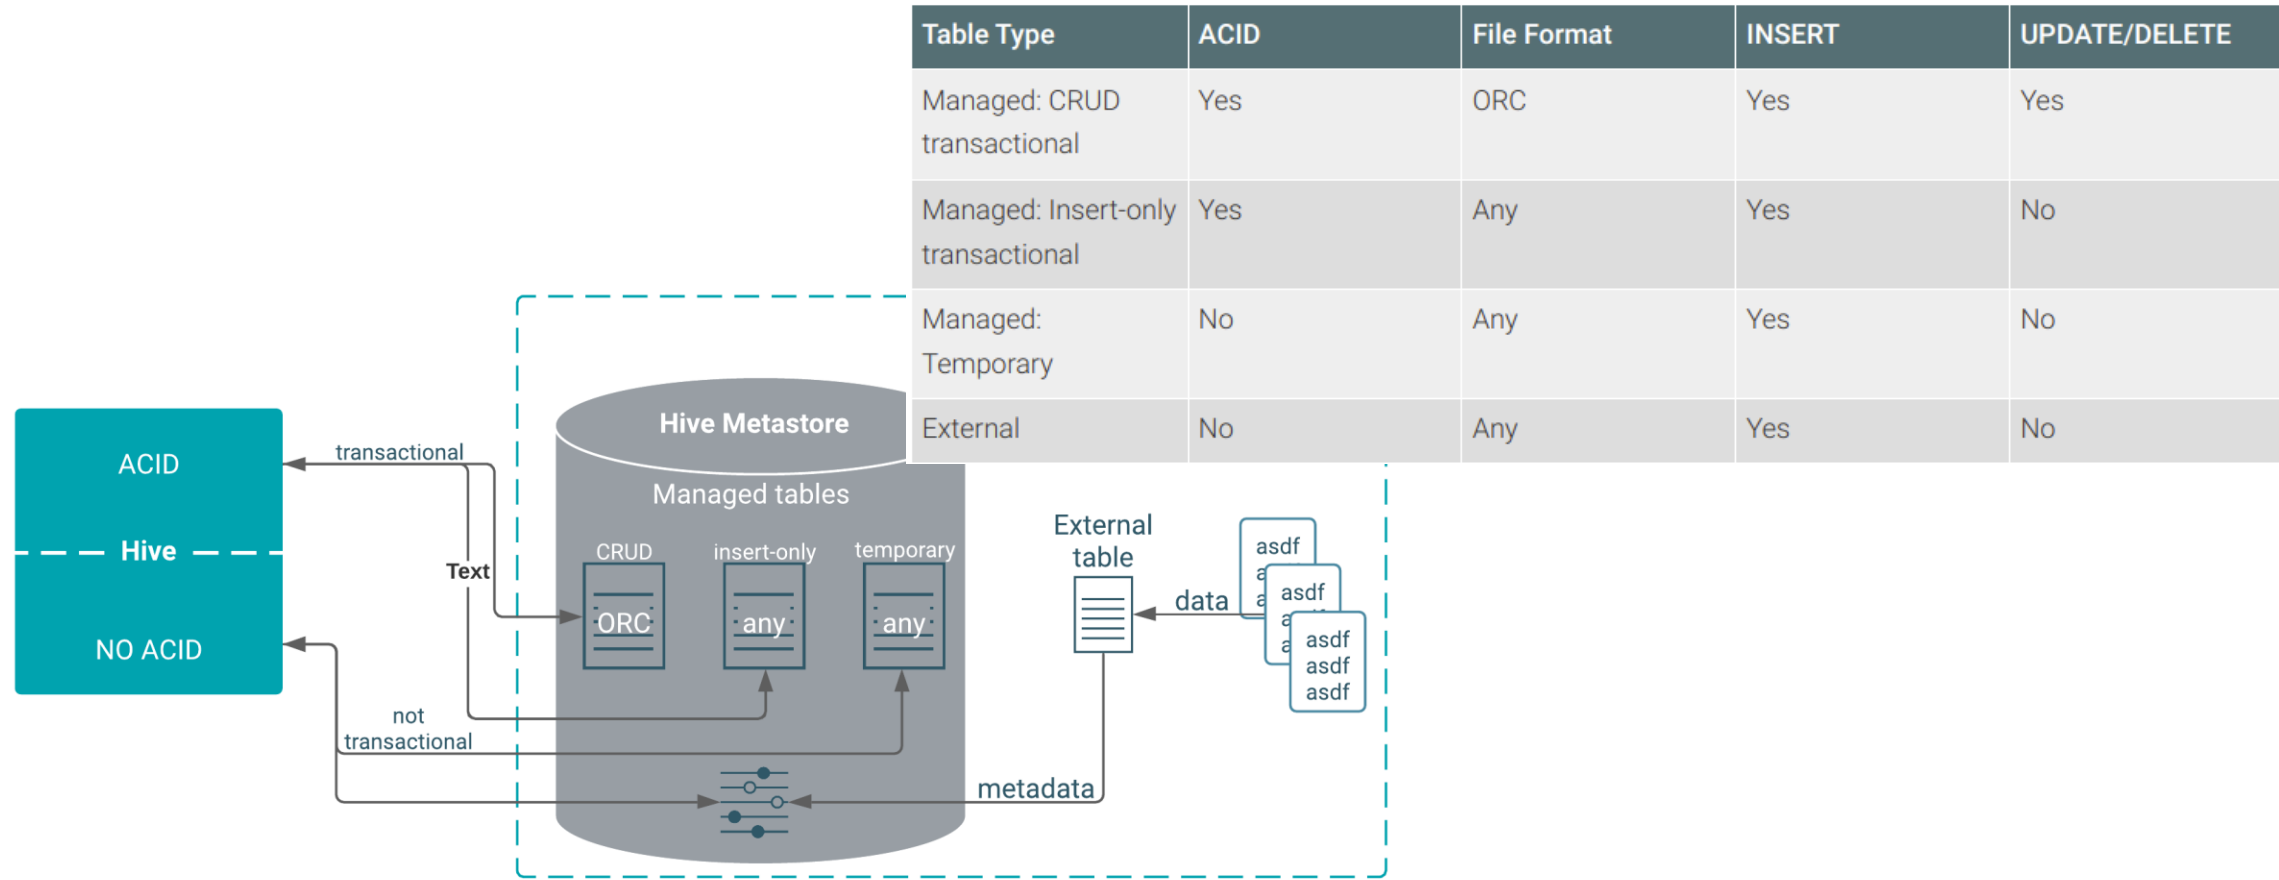 Table Type ACID File Format INSERT UPDATE/DELETE
Managed: CRUD Yes ORC Yes Yes
transactional
Managed: Insert-only Yes Any Yes No
transactional
Managed: No Any Yes No
Temporary
External No Any Yes No
ACID
Hive
NO ACID
transactional
Text
not
transactional
Hive Metastore
Managed tables
CRUD insert-only temporary
ORC any any
External
table
data
metadata
asdf
a
a
asdf
a
a
asdf
asdf
asdf